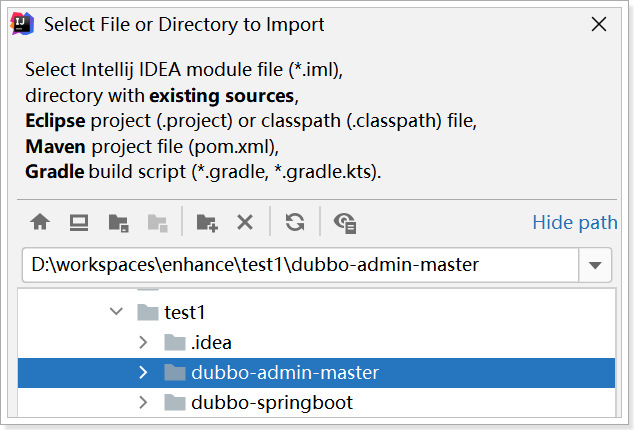 Select File or Directory to Import
Select Intellij IDEA module file (*.iml),
directory with existing sources,
Eclipse project (.project) or classpath (.classpath) file,
Maven project file (pom.xml),
Gradle build script (*.gradle, *.gradle.kts).
Hide path
D:\workspaces\enhance\test1\dubbo-admin-master
test1
.idea
dubbo-admin-master
dubbo-springboot